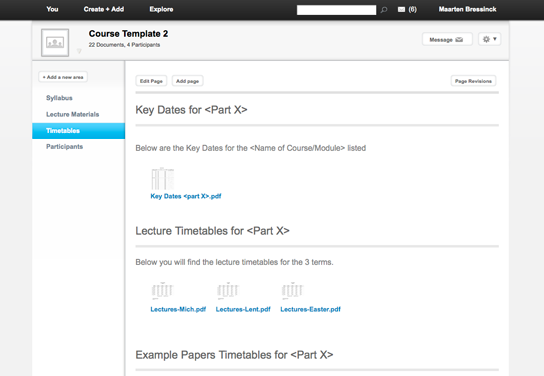 You Create + Add Explore (6) Maarten Bressinck
Course Template 2
22 Documents, 4 Participants
Message
+ Add a new area
Edit Page Add page Page Revisions
Syllabus
Lecture Materials
Timetables
Participants
Key Dates for <Part X>
Below are the Key Dates for the <Name of Course/Module> listed
Key Dates <part X>.pdf
Lecture Timetables for <Part X>
Below you will find the lecture timetables for the 3 terms.
Lectures-Mich.pdf Lectures-Lent.pdf Lectures-Easter.pdf
Example Papers Timetables for <Part X>